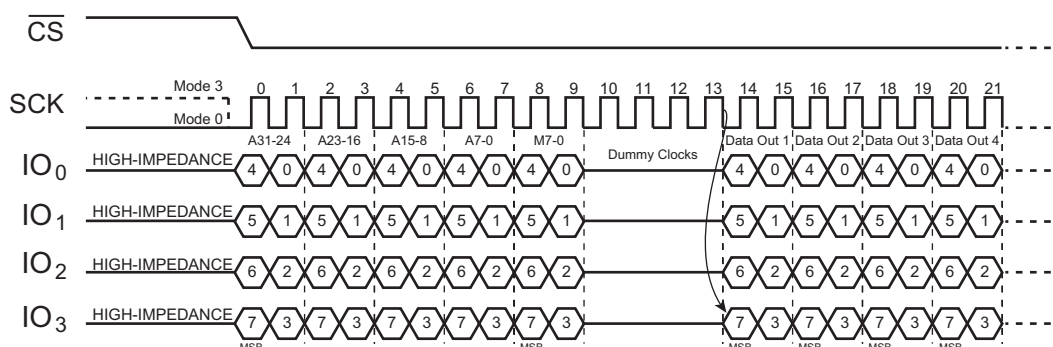 CS
Mode 3
0 1 2 3 4 5 6 7 8 9 10 11 12 13 14 15 16 17 18 19 20 21
SCK
Mode 0
A31-24 A23-16 A15-8 A7-0 M7-0 Data Out 1 Data Out 2 Data Out 3 Data Out 4
Dummy Clocks
IO0 HIGH-IMPEDANCE 4 0 4 0 4 0 4 0 4 0 4 0 4 0 4 0 4 0
IO1 HIGH-IMPEDANCE 5 1 5 1 5 1 5 1 5 1 5 1 5 1 5 1 5 1
IO2 HIGH-IMPEDANCE 6 2 6 2 6 2 6 2 6 2 6 2 6 2 6 2 6 2
IO3 HIGH-IMPEDANCE 7 3 7 3 7 3 7 3 7 3 7 3 7 3 7 3 7 3
MSB MSB MSB MSB MSB MSB